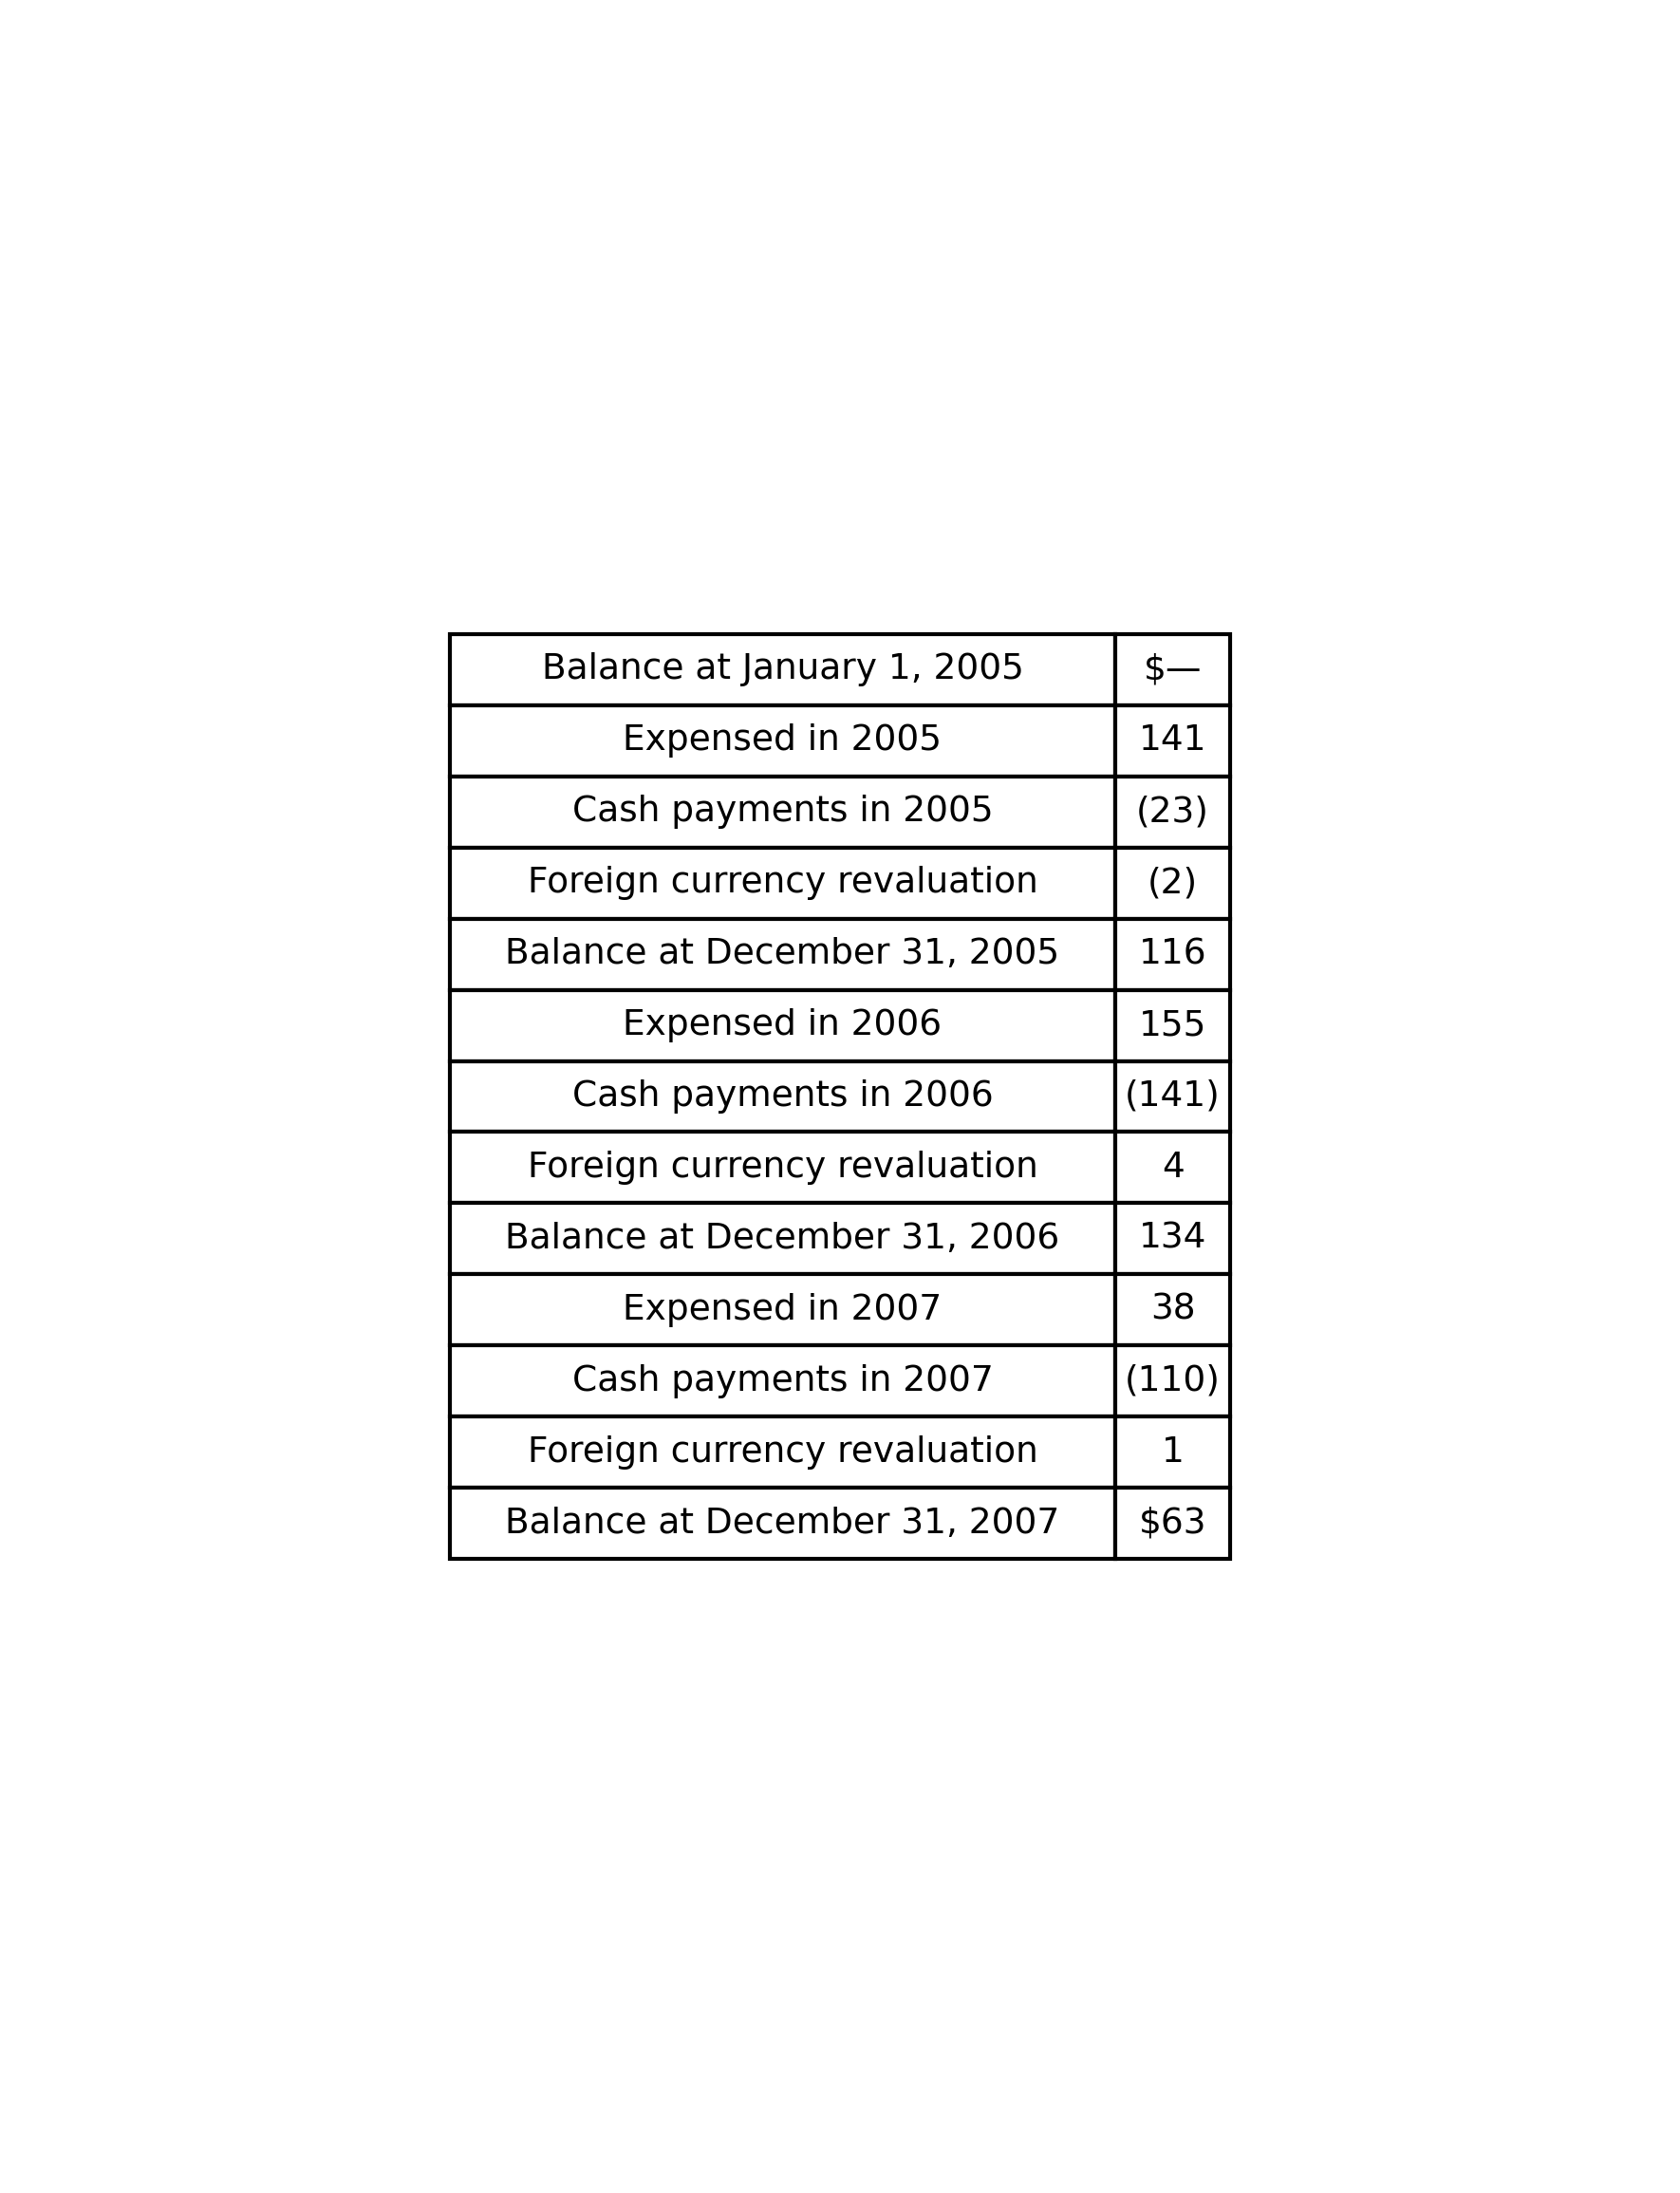 Balance at January 1, 2005 $—
Expensed in 2005 141
Cash payments in 2005 (23)
Foreign currency revaluation (2)
Balance at December 31, 2005 116
Expensed in 2006 155
Cash payments in 2006 (141)
Foreign currency revaluation 4
Balance at December 31, 2006 134
Expensed in 2007 38
Cash payments in 2007 (110)
Foreign currency revaluation 1
Balance at December 31, 2007 $63